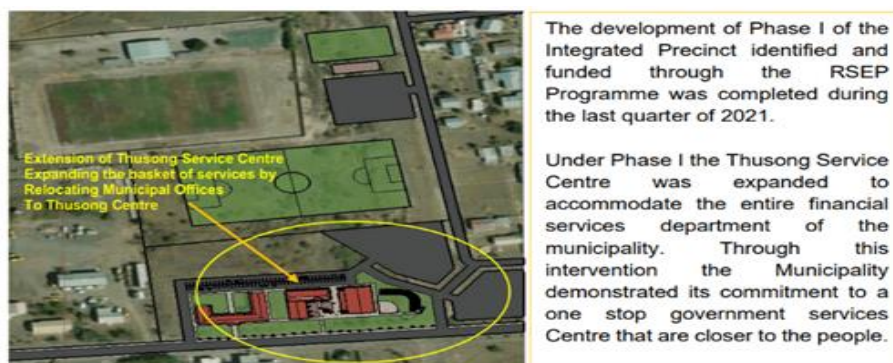 Extension of Thusong Service Centre
Expanding the basket of services by
Relocating Municipal Offices
To Thusong Centre
The development of Phase I of the
Integrated Precinct identified and
funded through the RSEP
Programme was completed during
the last quarter of 2021.
Under Phase I the Thusong Service
Centre was expanded to
accommodate the entire financial
services department of the
municipality. Through this
intervention the Municipality
demonstrated its commitment to a
one stop government services
Centre that are closer to the people.